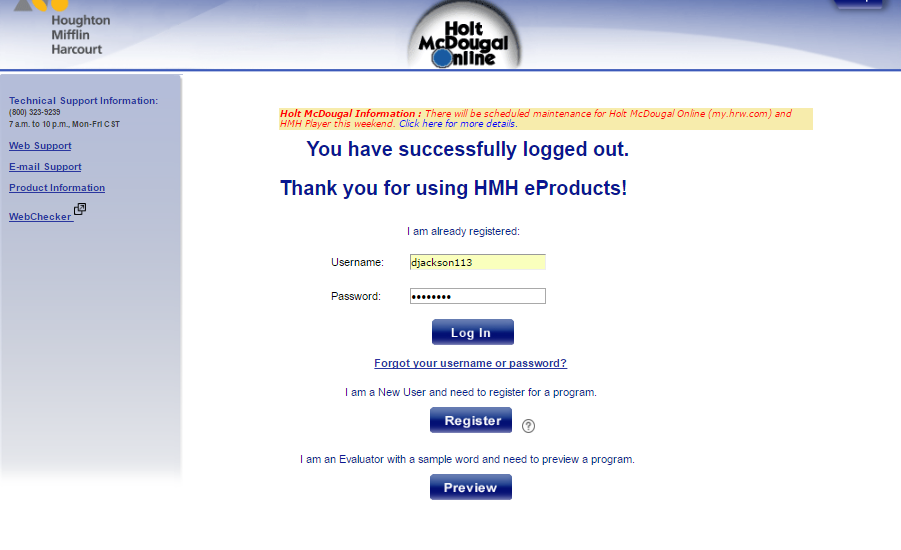 Houghton
Mifflin
Harcourt
Holt
McDougal
Online
Technical Support Information:
(800) 323-9239
7 a.m. to 10 p.m., Mon-Fri CST
Web Support
E-mail Support
Product Information
WebChecker
Holt McDougal Information : There will be scheduled maintenance for Holt McDougal Online (my.hrw.com) and
HMH Player this weekend. Click here for more details.
You have successfully logged out.
Thank you for using HMH eProducts!
I am already registered:
Username: djackson113
Password: ••••••••
Log In
Forgot your username or password?
I am a New User and need to register for a program.
Register ?
I am an Evaluator with a sample word and need to preview a program.
Preview